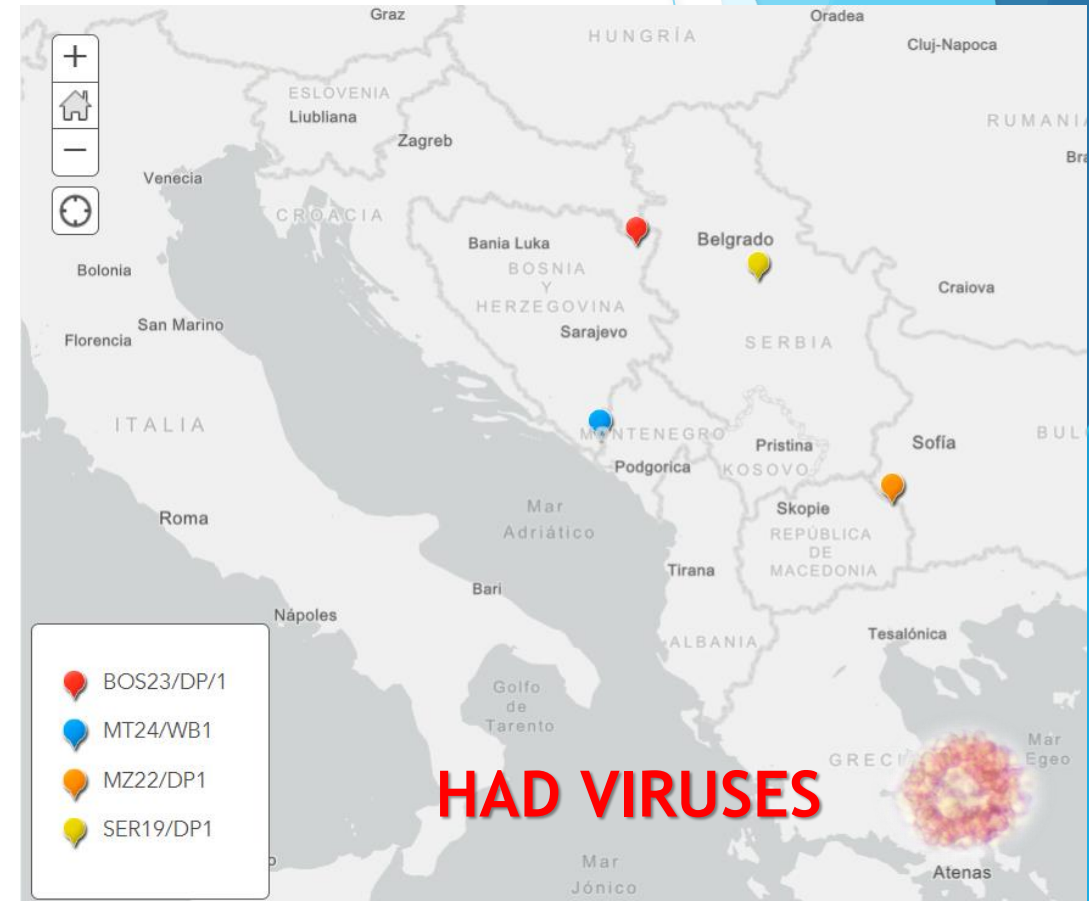 Graz
Oradea
HUNGRÍA
Cluj-Napoca
+
ESLOVENIA
Liubliana
RUMANIA
Zagreb
−
Venecia
CROACIA
Bania Luka
Belgrado
Bolonia
BOSNIA
Y
HERZEGOVINA
Craiova
San Marino
Florencia
Sarajevo
SERBIA
ITALIA
MONTENEGRO
Pristina
Sofía
Podgorica
KOSOVO
Mar
Adriático
Skopie
REPÚBLICA
DE
MACEDONIA
Roma
Tirana
Bari
Nápoles
Tesalónica
ALBANIA
BOS23/DP/1
MT24/WB1
MZ22/DP1
SER19/DP1
Golfo
de
Tarento
Mar
Egeo
HAD VIRUSES
Mar
Jónico
Atenas